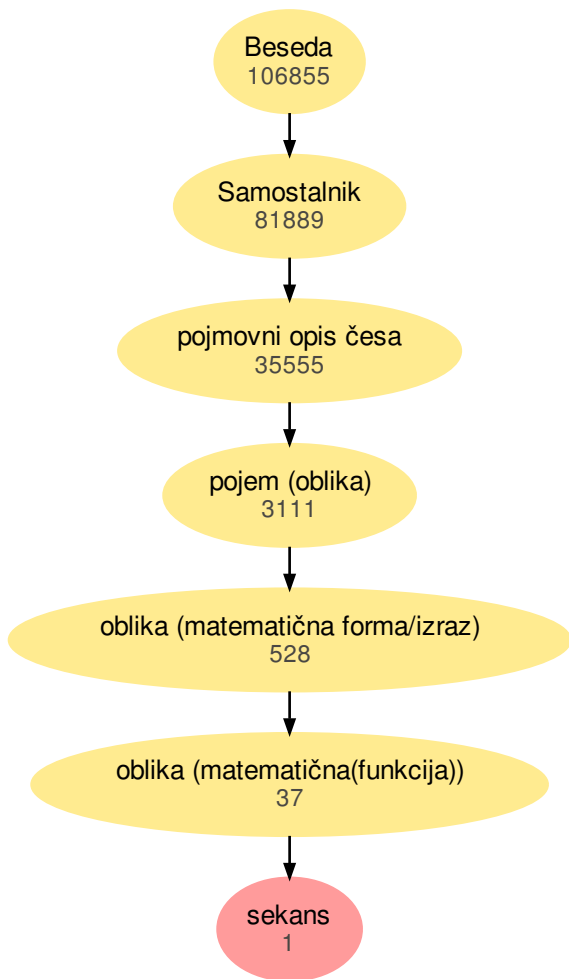 Beseda
106855
Samostalnik
81889
pojmovni opis česa
35555
pojem (oblika)
3111
oblika (matematična forma/izraz)
528
oblika (matematična(funkcija))
37
sekans
1